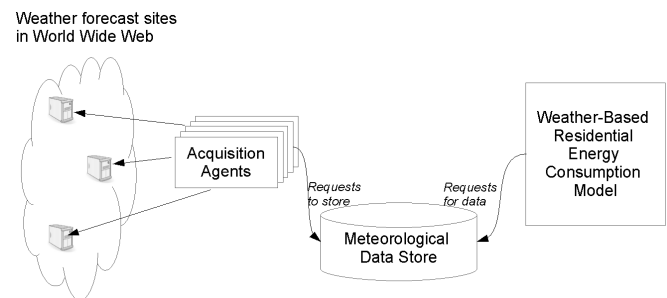 Weather forecast sites
in World Wide Web
Acquisition
Agents
Requests
to store
Requests
for data
Meteorological
Data Store
Weather-Based
Residential
Energy
Consumption
Model